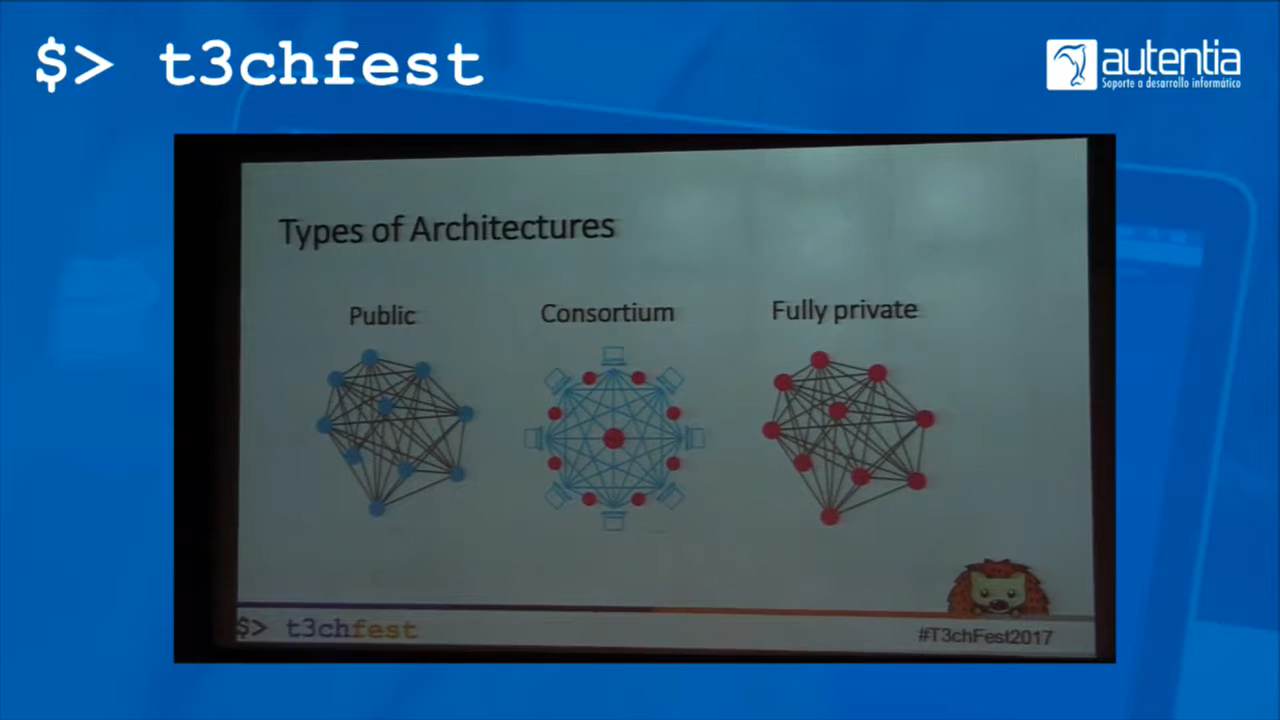 $> t3chfest
autentia
Soporte a desarrollo informático
Types of Architectures
Public
Consortium
Fully private
$> t3chfest
#T3chFest2017